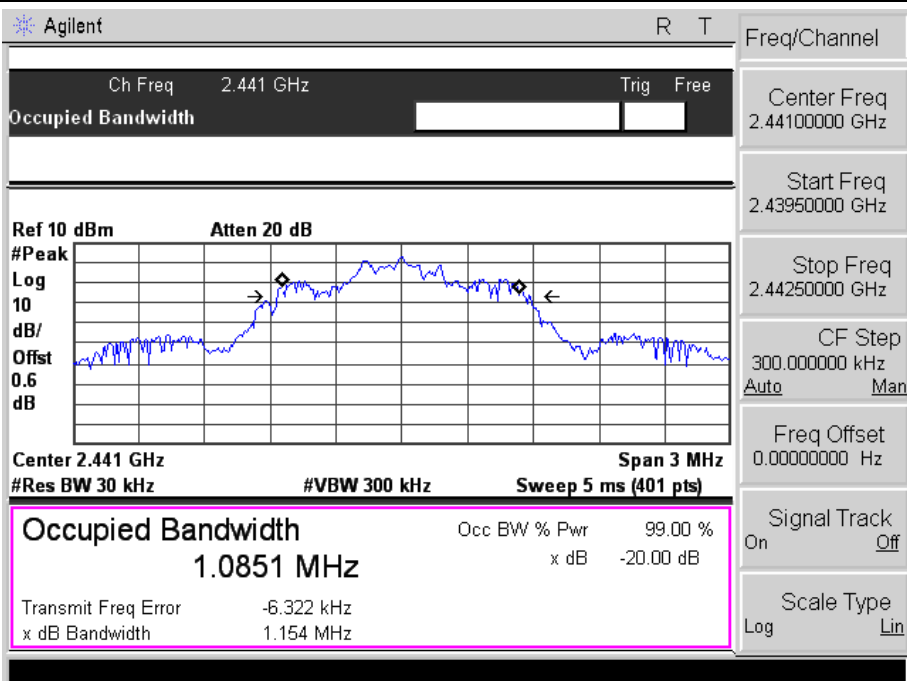 Agilent R T
Ch Freq 2.441 GHz Trig Free
Occupied Bandwidth
Ref 10 dBm Atten 20 dB
#Peak
Log
10
dB/
Offst
0.6
dB
Center 2.441 GHz Span 3 MHz
#Res BW 30 kHz #VBW 300 kHz Sweep 5 ms (401 pts)
Occupied Bandwidth Occ BW % Pwr 99.00 %
1.0851 MHz x dB -20.00 dB
Transmit Freq Error -6.322 kHz
x dB Bandwidth 1.154 MHz
Freq/Channel
Center Freq
2.44100000 GHz
Start Freq
2.43950000 GHz
Stop Freq
2.44250000 GHz
CF Step
300.000000 kHz
Auto Man
Freq Offset
0.00000000 Hz
Signal Track
On Off
Scale Type
Log Lin